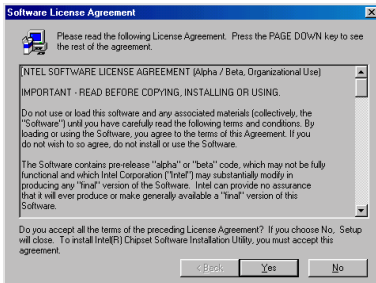 Software License Agreement
Please read the following License Agreement. Press the PAGE DOWN key to see
the rest of the agreement.
INTEL SOFTWARE LICENSE AGREEMENT (Alpha / Beta, Organizational Use)
IMPORTANT - READ BEFORE COPYING, INSTALLING OR USING.
Do not use or load this software and any associated materials (collectively, the
"Software") until you have carefully read the following terms and conditions. By
loading or using the Software, you agree to the terms of this Agreement. If you
do not wish to so agree, do not install or use the Software.
The Software contains pre-release "alpha" or "beta" code, which may not be fully
functional and which Intel Corporation ("Intel") may substantially modify in
producing any "final" version of the Software. Intel can provide no assurance
that it will ever produce or make generally available a "final" version of this
Software.
Do you accept all the terms of the preceding License Agreement? If you choose No, Setup
will close. To install Intel(R) Chipset Software Installation Utility, you must accept this
agreement.
< Back
Yes
No